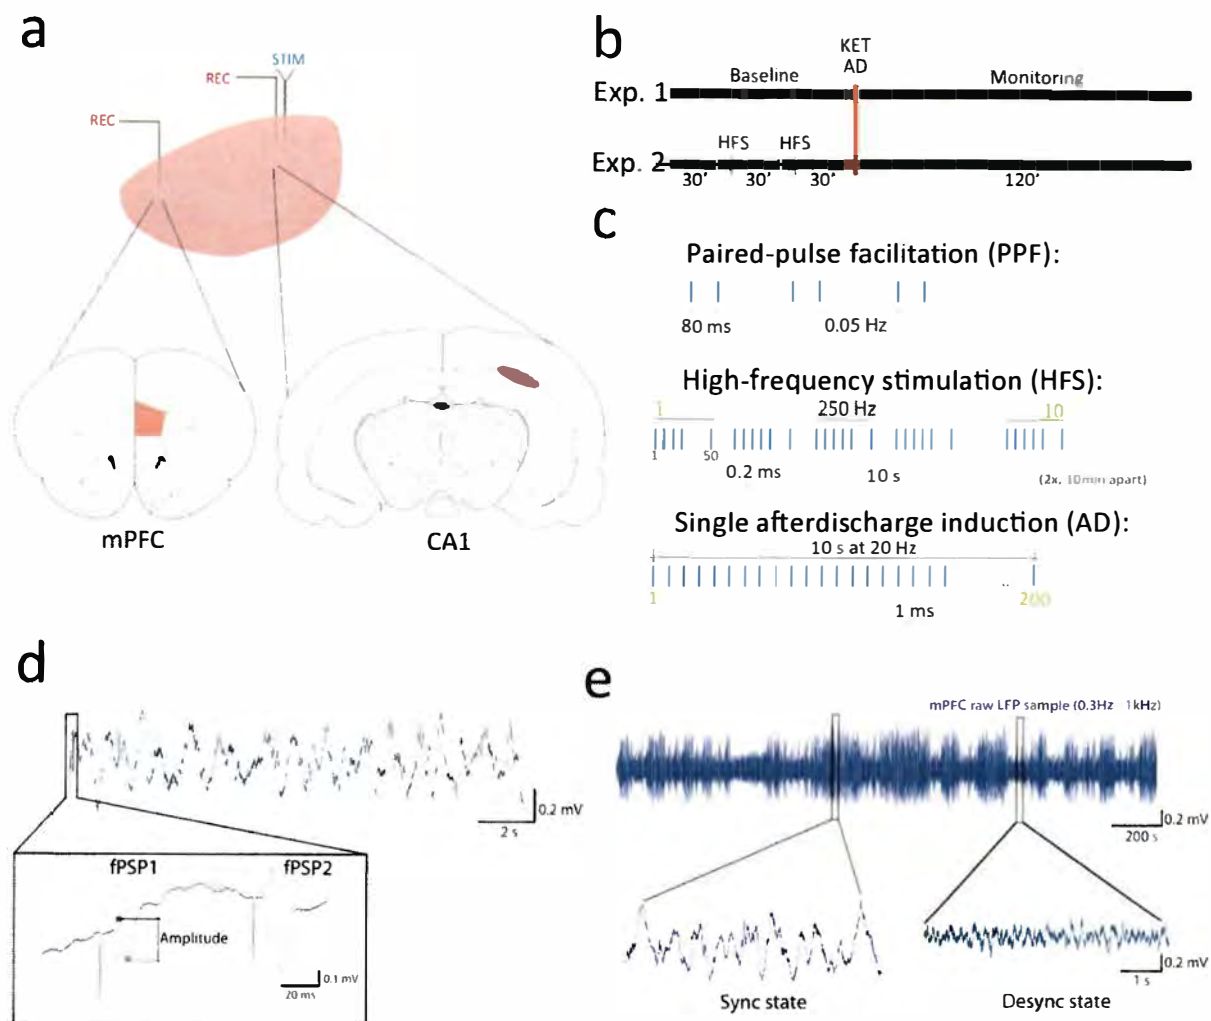 a
STIM
REC
REC
mPFC
CA1
b
KET
AD
Baseline
Monitoring
Exp. 1
HFS
HFS
Exp. 2
30'
30'
30'
120'
c
Paired-pulse facilitation (PPF):
80 ms
0.05 Hz
High-frequency stimulation (HFS):
1
250 Hz
10
1
50
0.2 ms
10 s
(2x, 10min apart)
Single afterdischarge induction (AD):
10 s at 20 Hz
..
1
200
1 ms
d
0.2 mV
2 s
fPSP1
fPSP2
Amplitude
0.1 mV
20 ms
e
mPFC raw LFP sample (0.3Hz 1kHz)
0.2 mV
200 s
0.2 mV
1 s
Sync state
Desync state